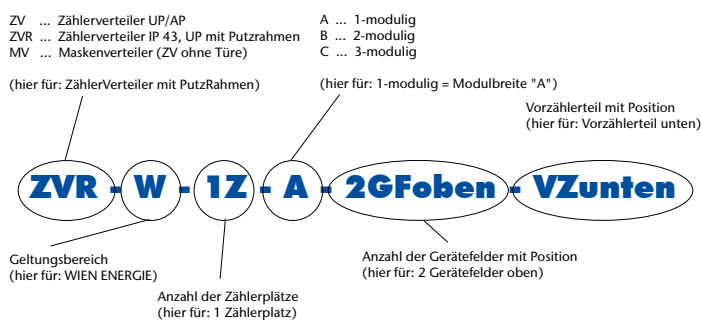 ZV ... Zählerverteiler UP/AP
ZVR ... Zählerverteiler IP 43, UP mit Putzrahmen
MV ... Maskenverteiler (ZV ohne Türe)
(hier für: ZählerVerteiler mit PutzRahmen)
A ... 1-modulig
B ... 2-modulig
C ... 3-modulig
(hier für: 1-modulig = Modulbreite "A")
Vorzählerteil mit Position
(hier für: Vorzählerteil unten)
ZVR - W - 1Z - A - 2GFoben - VZunten
Geltungsbereich
(hier für: WIEN ENERGIE)
Anzahl der Zählerplätze
(hier für: 1 Zählerplatz)
Anzahl der Gerätefelder mit Position
(hier für: 2 Gerätefelder oben)